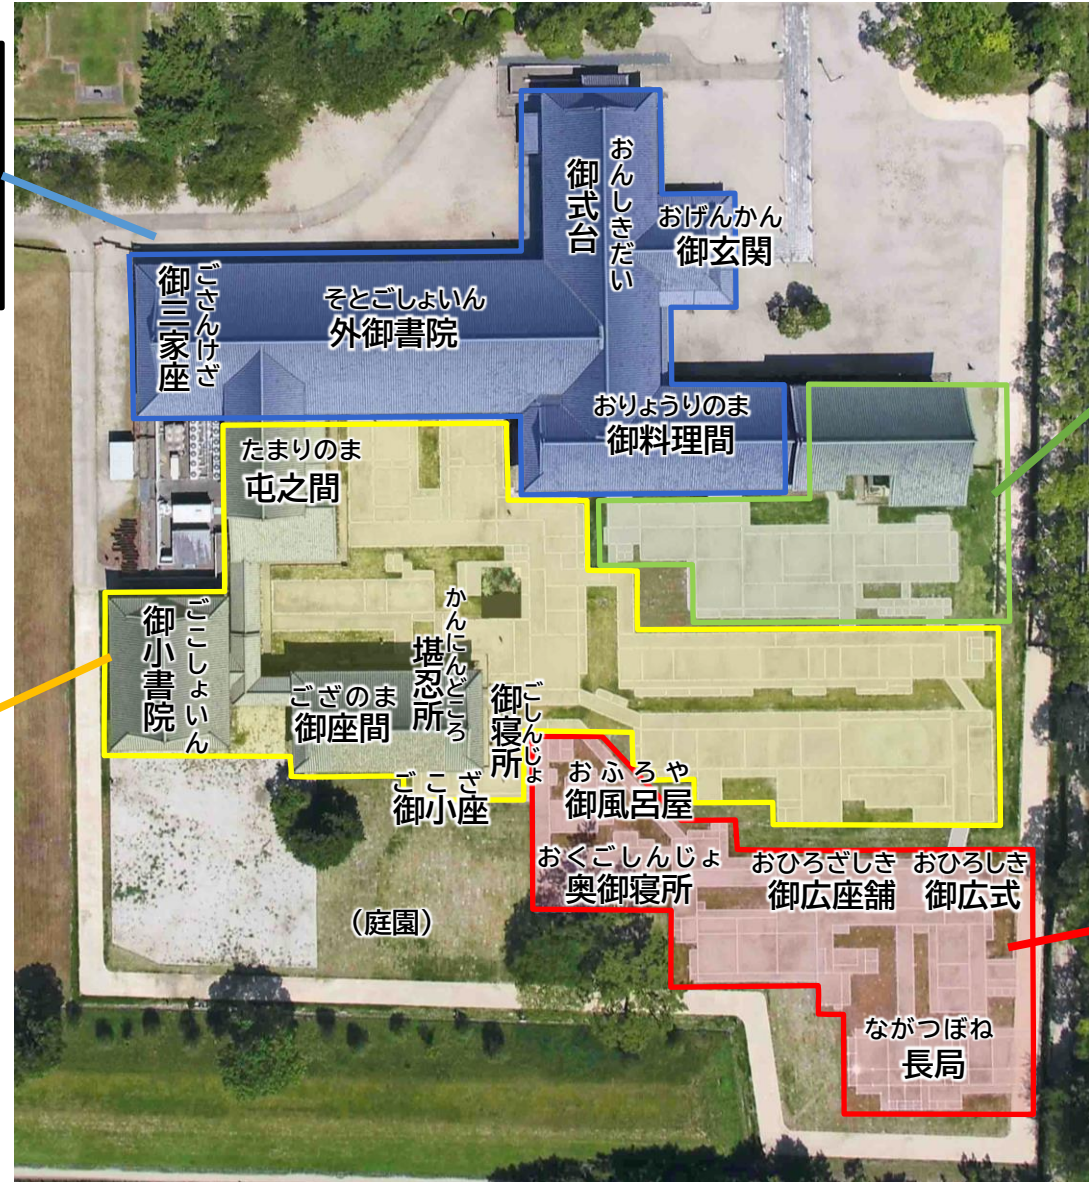 おんしきだい
御式台
おげんかん
御玄関
ごさんけざ
御三家座
そとごしょいん
外御書院
おりょうりのま
御料理間
たまりのま
屯之間
ごこしょいん
御小書院
かんにんどころ
堪忍所
ござのま
御座間
ごしんじょ
御寝所
ごこざ
御小座
おふろや
御風呂屋
おくごしんじょ
奥御寝所
おひろざしき
御広座舗
おひろしき
御広式
（庭園）
ながつぼね
長局